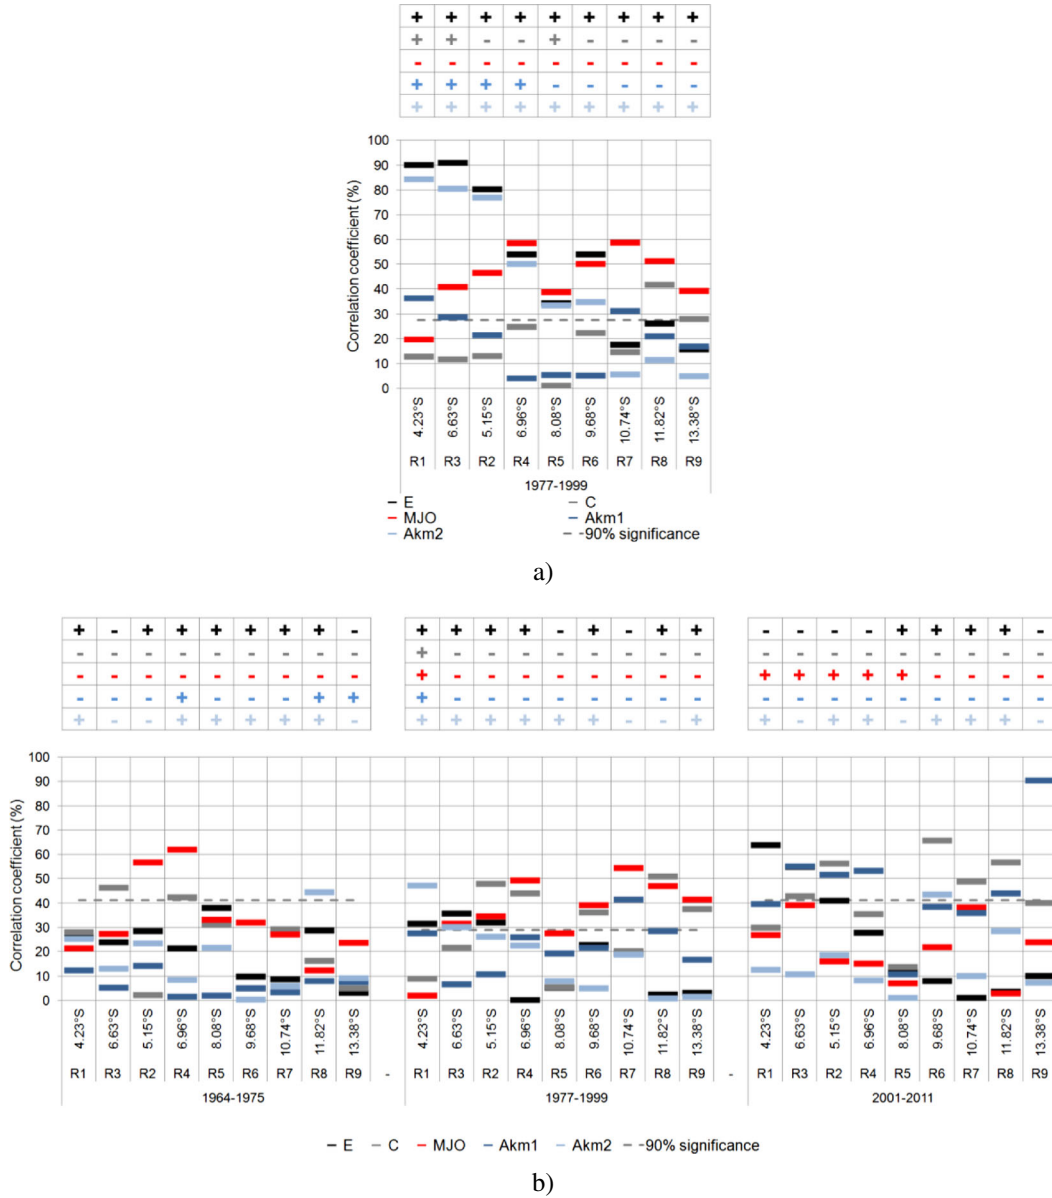 + + + + + + + + +
+ + - - + - - - -
- - - - - - - - -
+ + + + - - - - -
+ + + + + + + + +
100
90
80
70
60
50
40
30
20
10
0
Correlation coefficient (%)
4.23°S 6.63°S 5.15°S 6.96°S 8.08°S 9.68°S 10.74°S 11.82°S 13.38°S
R1 R3 R2 R4 R5 R6 R7 R8 R9
1977-1999
E C
MJO Akm1
Akm2 90% significance
a)
+ - + + + + + + - + + + + - + - + + - - - - + + + + -
- - - - - - - - - + - - - - - - - - - - - - - - - - -
- - - - - - - - - + - - - - - - - - + + + + + - - - -
- - - + - - - + + + - - - - - - - - - - - - - - - - -
+ - - + + + + + - + + + + + + - - + + - + + - + + + -
100
90
80
70
60
50
40
30
20
10
0
Correlation coefficient (%)
4.23°S 6.63°S 5.15°S 6.96°S 8.08°S 9.68°S 10.74°S 11.82°S 13.38°S 4.23°S 6.63°S 5.15°S 6.96°S 8.08°S 9.68°S 10.74°S 11.82°S 13.38°S 4.23°S 6.63°S 5.15°S 6.96°S 8.08°S 9.68°S 10.74°S 11.82°S 13.38°S
R1 R3 R2 R4 R5 R6 R7 R8 R9 - R1 R3 R2 R4 R5 R6 R7 R8 R9 - R1 R3 R2 R4 R5 R6 R7 R8 R9
1964-1975 1977-1999 2001-2011
E C MJO Akm1 Akm2 90% significance
b)